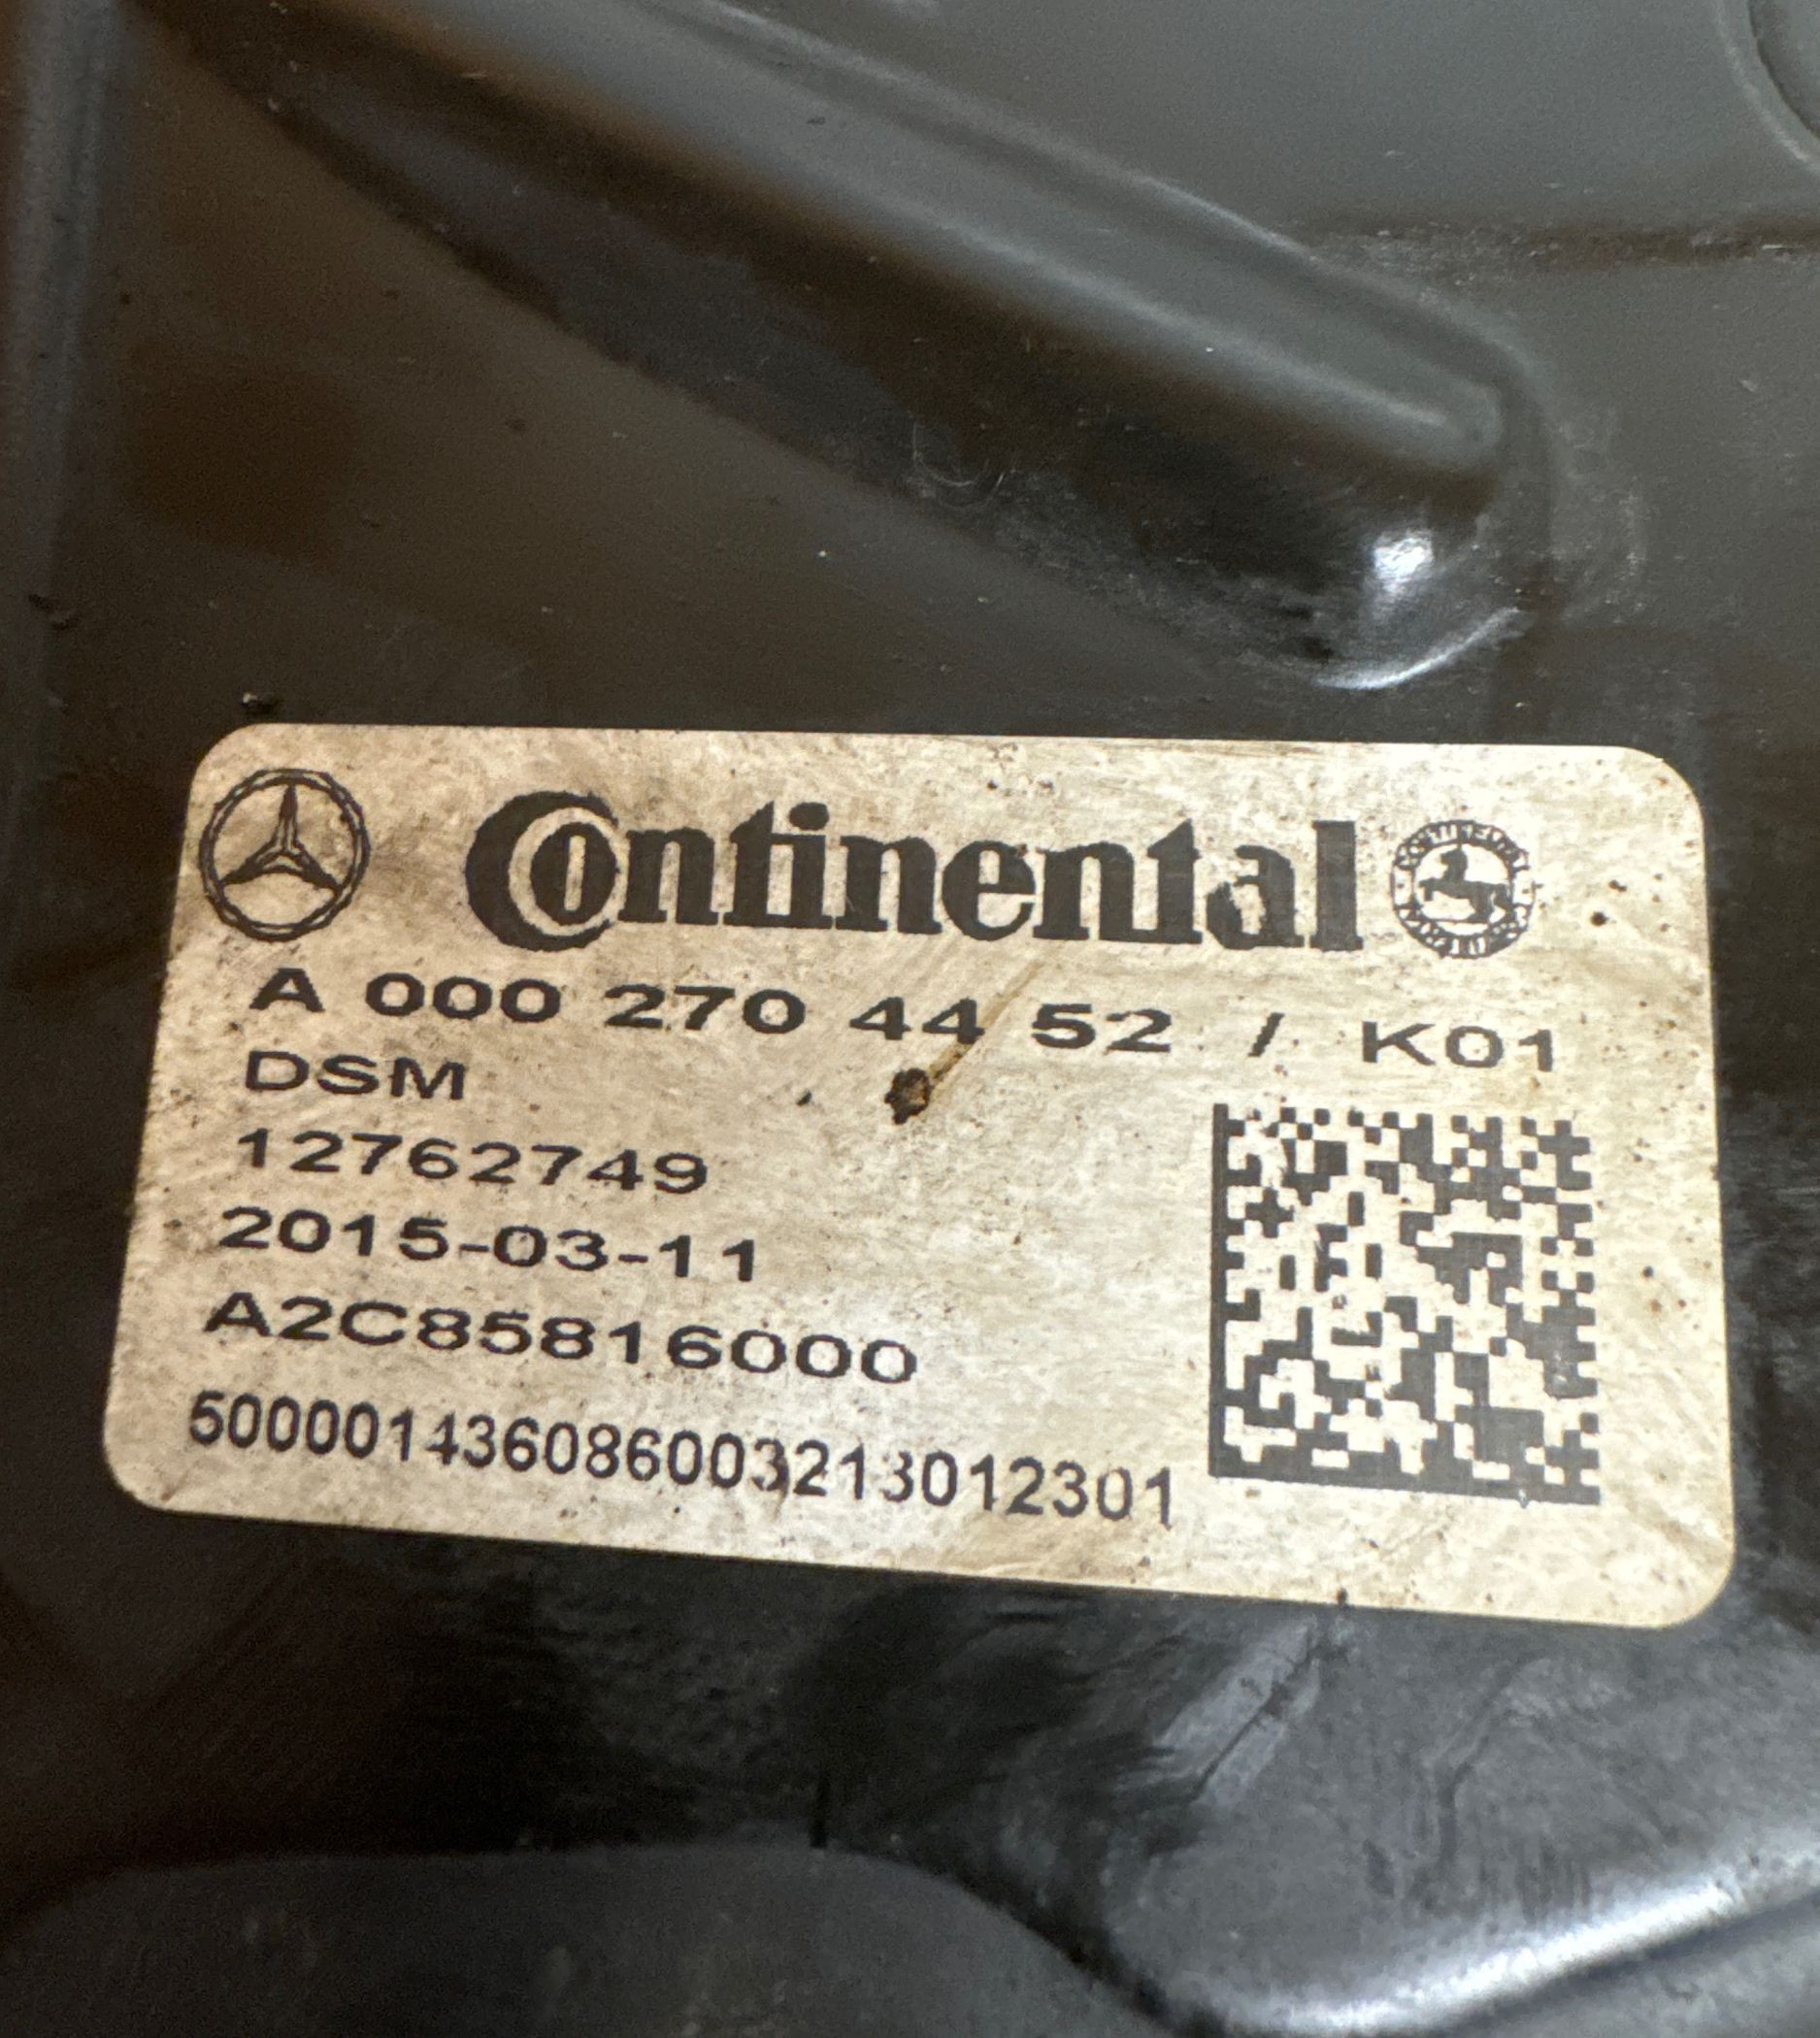 Continental
A 000 270 44 52 / K01
DSM
12762749
2015-03-11
A2C85816000
500001436086003213012301